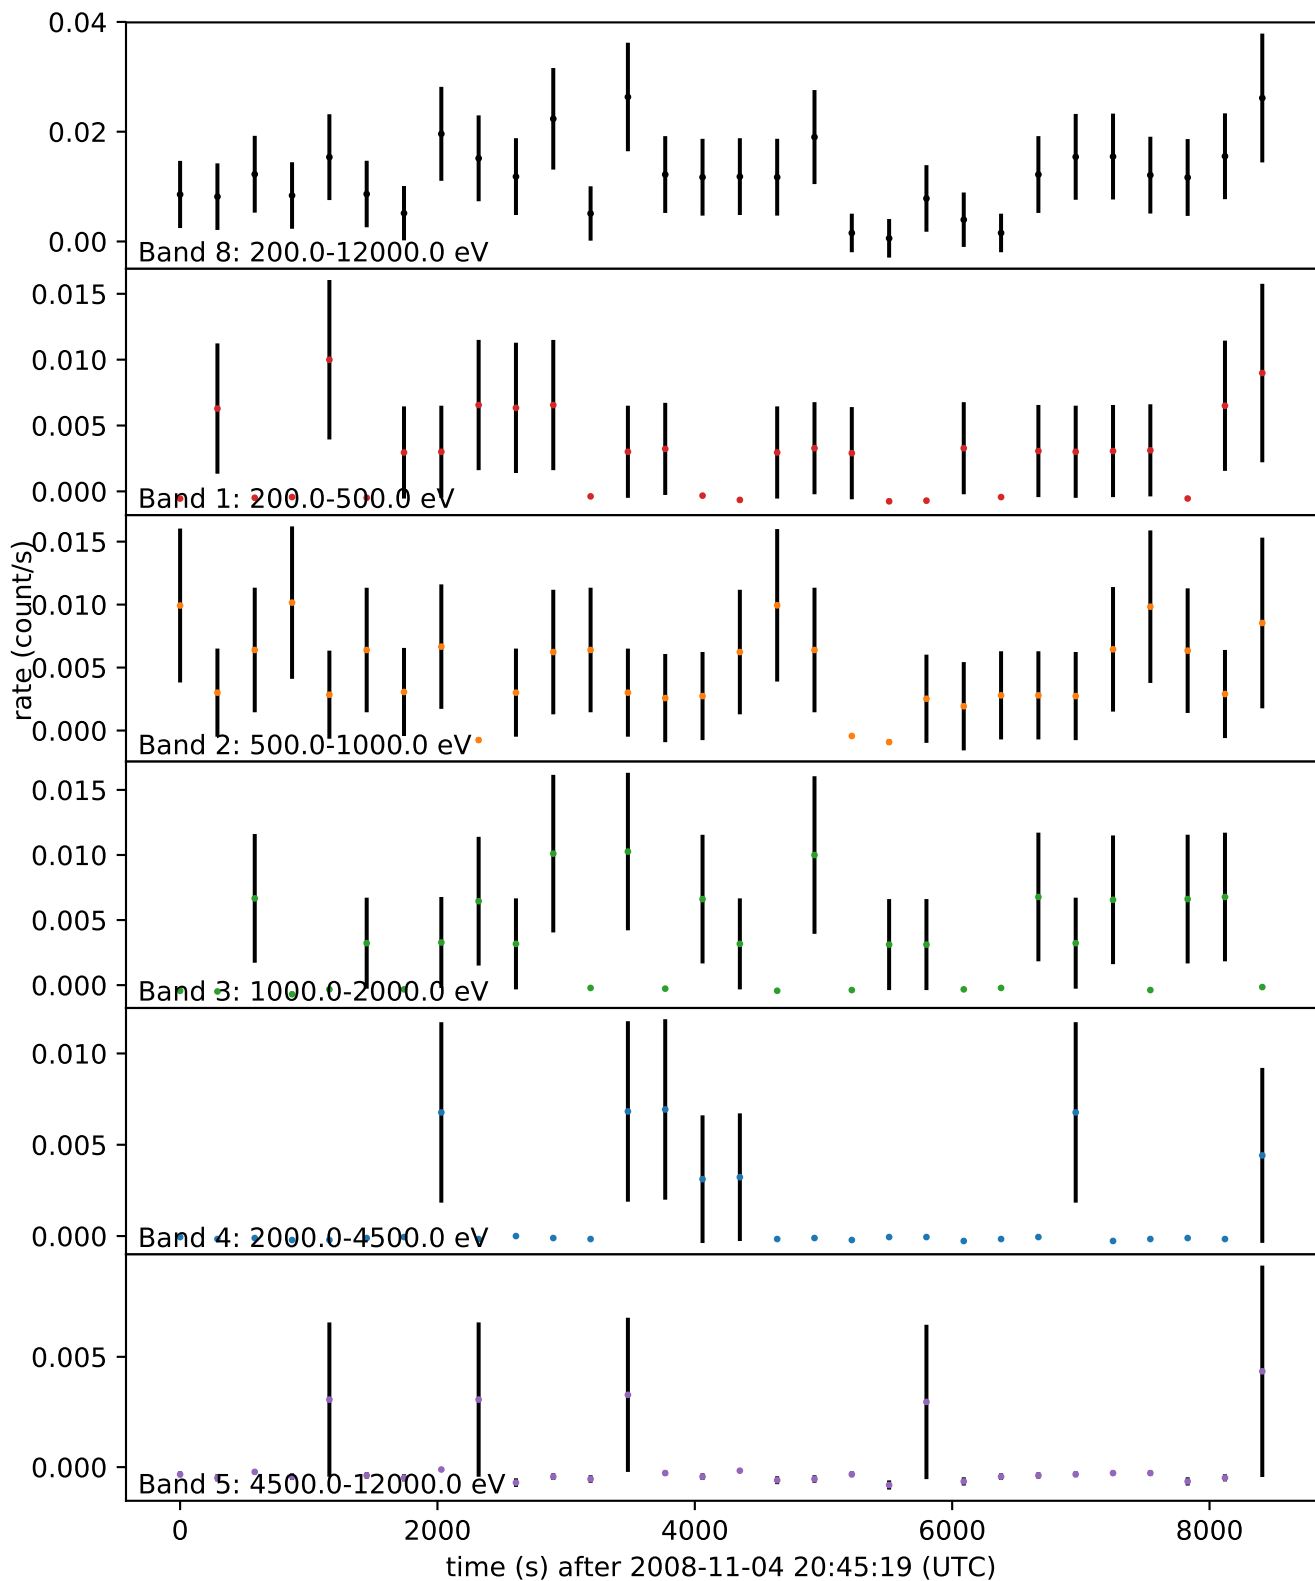 0.04
0.02
0.00
Band 8: 200.0-12000.0 eV
0.015
0.010
0.005
0.000
Band 1: 200.0-500.0 eV
rate (count/s)
0.015
0.010
0.005
0.000
Band 2: 500.0-1000.0 eV
0.015
0.010
0.005
0.000
Band 3: 1000.0-2000.0 eV
0.010
0.005
0.000
Band 4: 2000.0-4500.0 eV
0.005
0.000
Band 5: 4500.0-12000.0 eV
0 2000 4000 6000 8000
time (s) after 2008-11-04 20:45:19 (UTC)